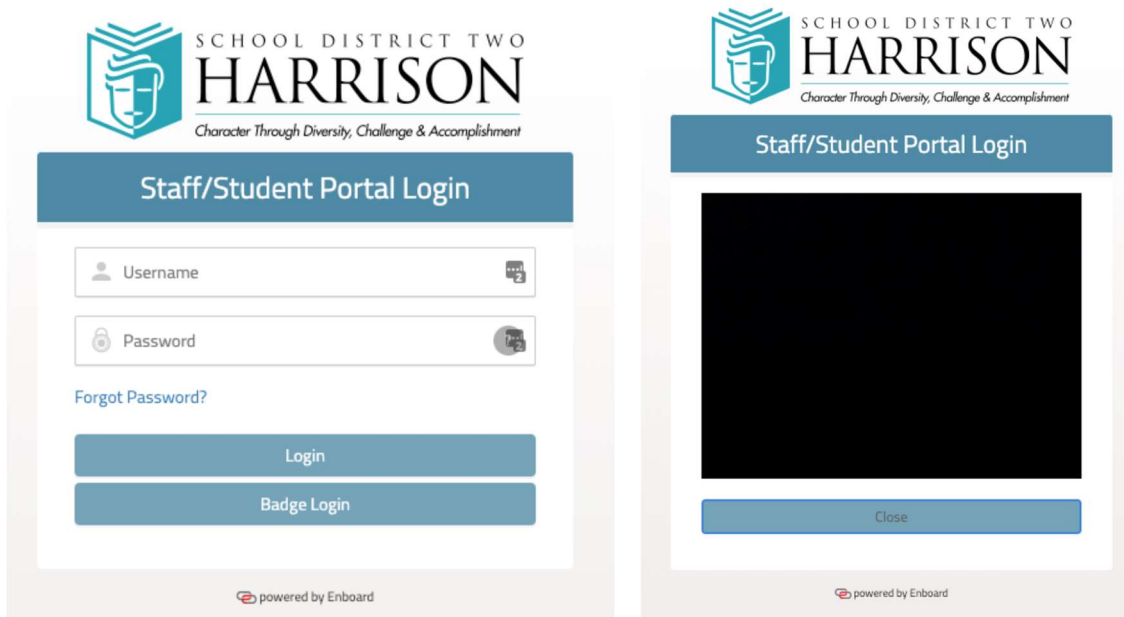 SCHOOL DISTRICT TWO
HARRISON
Character Through Diversity, Challenge & Accomplishment
Staff/Student Portal Login
Username
Password
Forgot Password?
Login
Badge Login
powered by Enboard
SCHOOL DISTRICT TWO
HARRISON
Character Through Diversity, Challenge & Accomplishment
Staff/Student Portal Login
Close
powered by Enboard